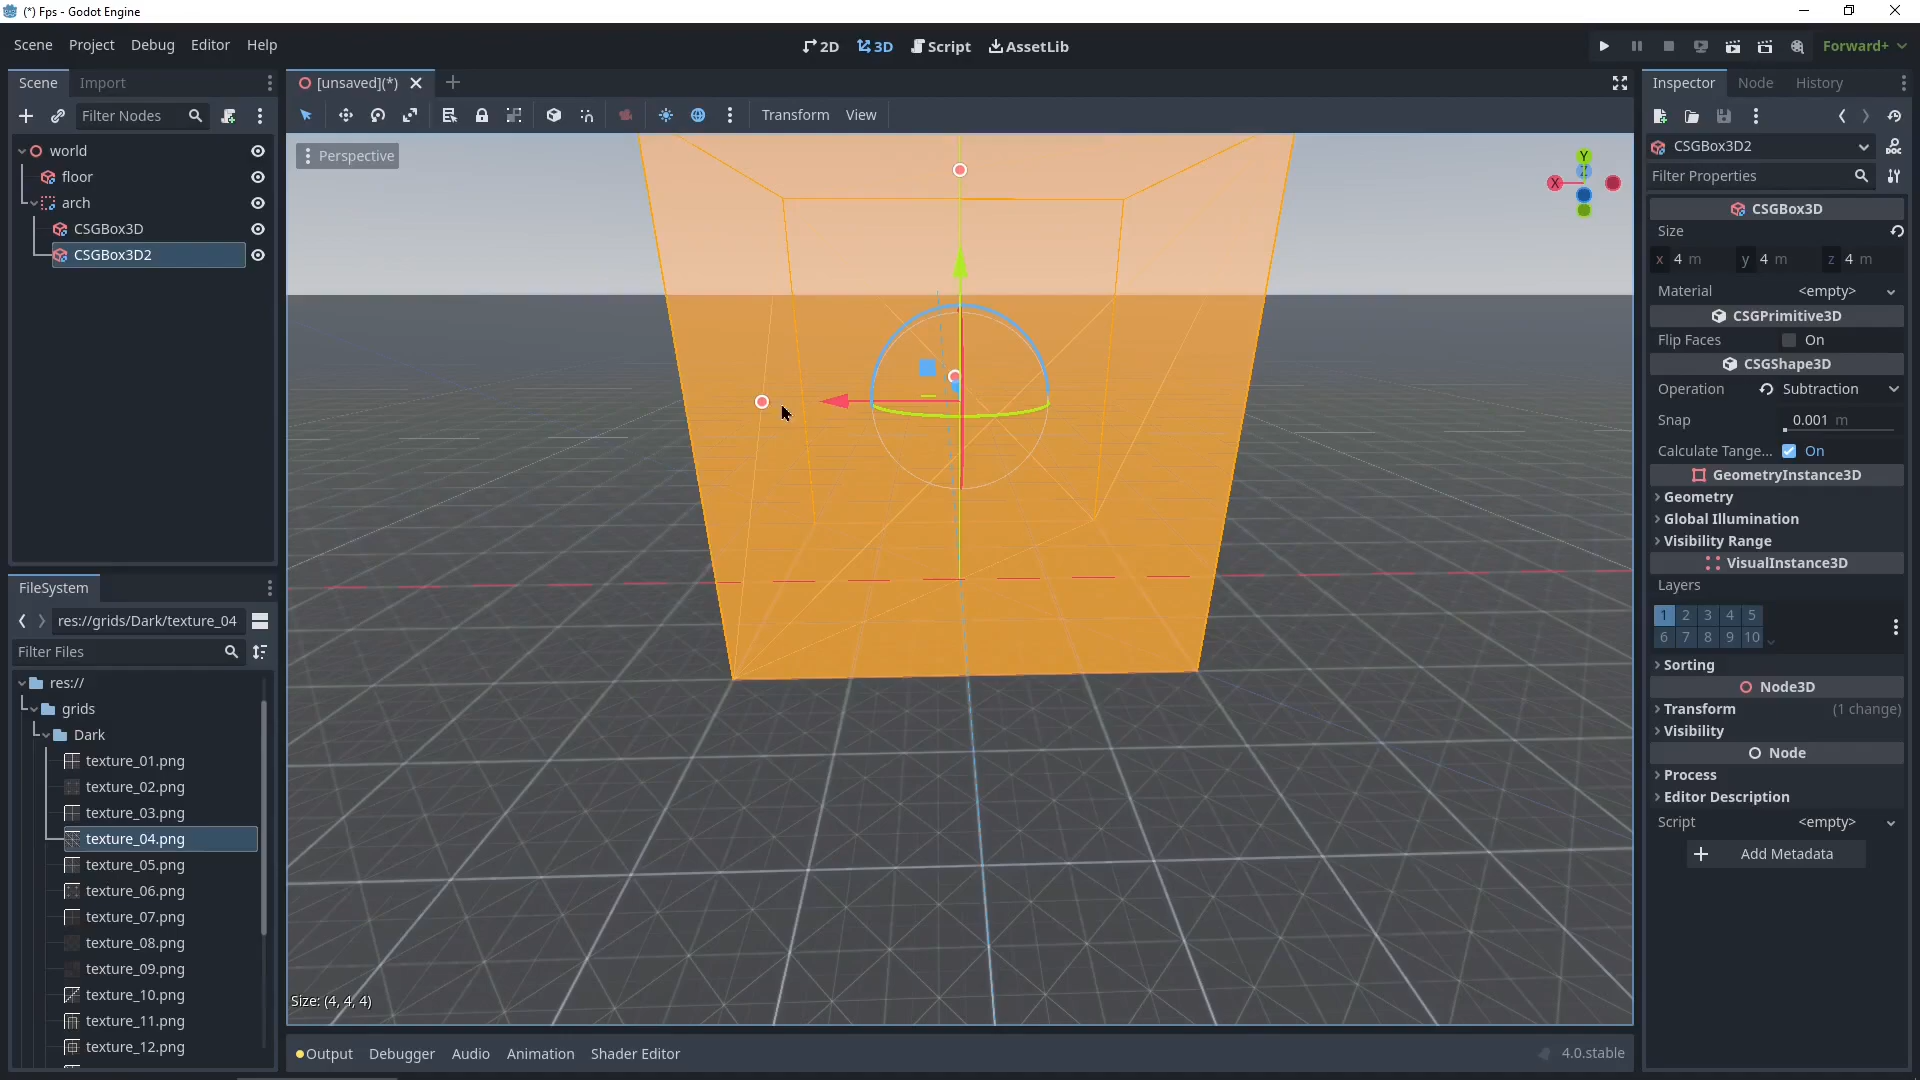 (*) Fps - Godot Engine
Scene Project Debug Editor Help
2D 3D Script AssetLib
Forward+
Scene Import
[unsaved](*)
Inspector Node History
Filter Nodes
Transform View
world
floor
arch
CSGBox3D
CSGBox3D2
Perspective
Y
Z
X
Size: (4, 4, 4)
FileSystem
res://grids/Dark/texture_04
Filter Files
res://
grids
Dark
texture_01.png
texture_02.png
texture_03.png
texture_04.png
texture_05.png
texture_06.png
texture_07.png
texture_08.png
texture_09.png
texture_10.png
texture_11.png
texture_12.png
Output Debugger Audio Animation Shader Editor
4.0.stable
CSGBox3D2
Filter Properties
CSGBox3D
Size
x 4 m y 4 m z 4 m
Material <empty>
CSGPrimitive3D
Flip Faces On
CSGShape3D
Operation Subtraction
Snap 0.001 m
Calculate Tange... On
GeometryInstance3D
Geometry
Global Illumination
Visibility Range
VisualInstance3D
Layers
1 2 3 4 5
6 7 8 9 10
Sorting
Node3D
Transform (1 change)
Visibility
Node
Process
Editor Description
Script <empty>
Add Metadata